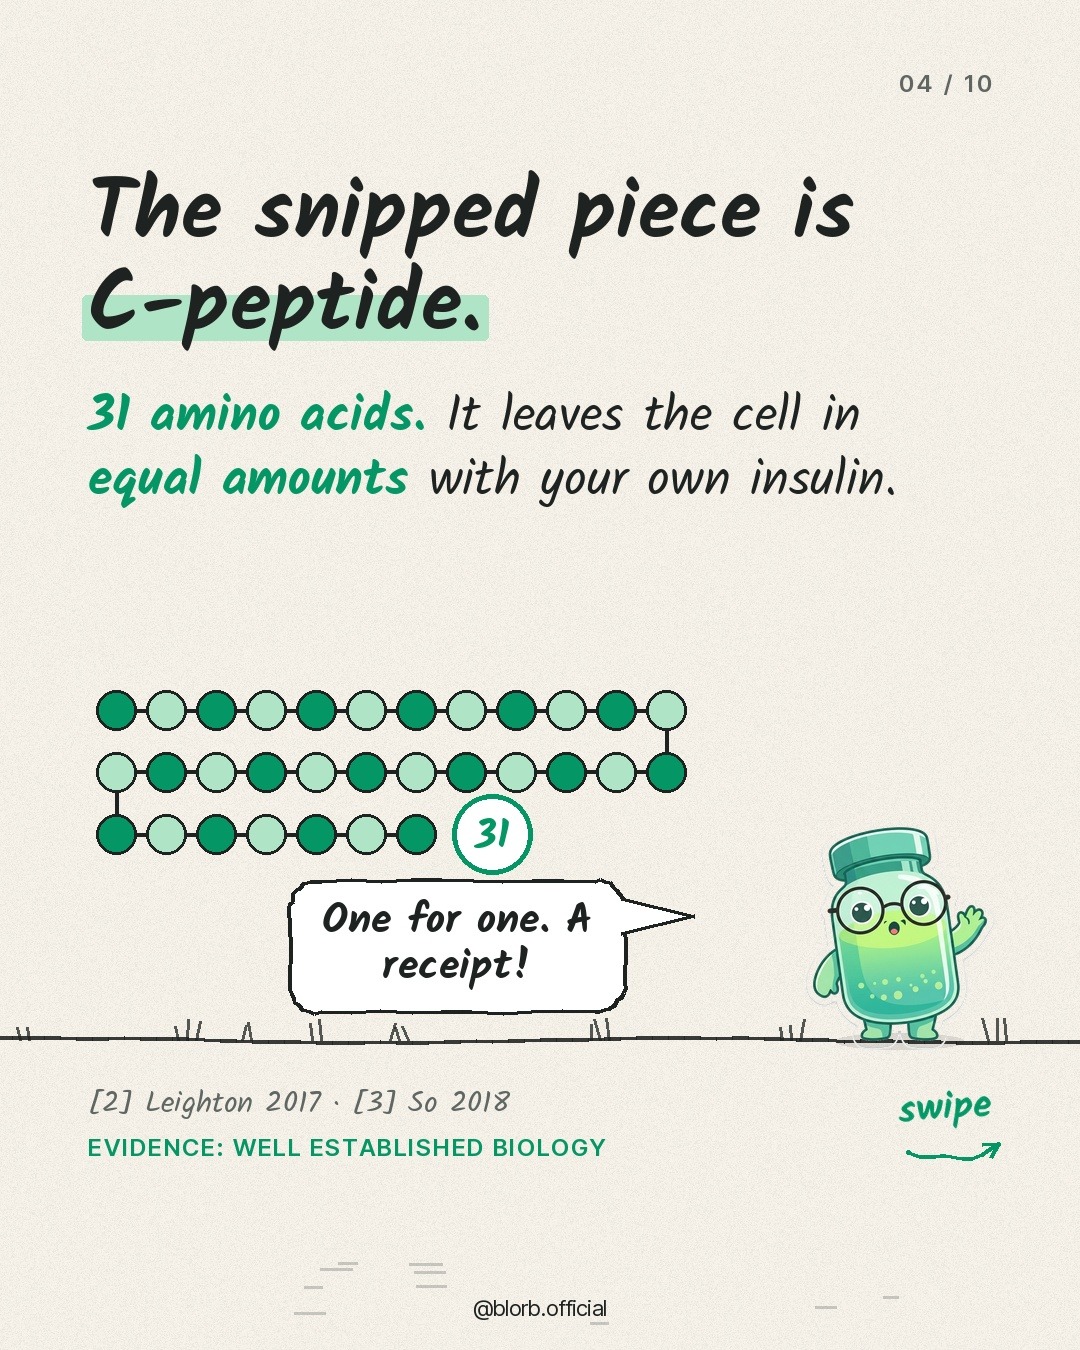 04 / 10
The snipped piece is
C-peptide.
31 amino acids. It leaves the cell in
equal amounts with your own insulin.
31
One for one. A
receipt!
[2] Leighton 2017 · [3] So 2018
EVIDENCE: WELL ESTABLISHED BIOLOGY
swipe
@blorb.official